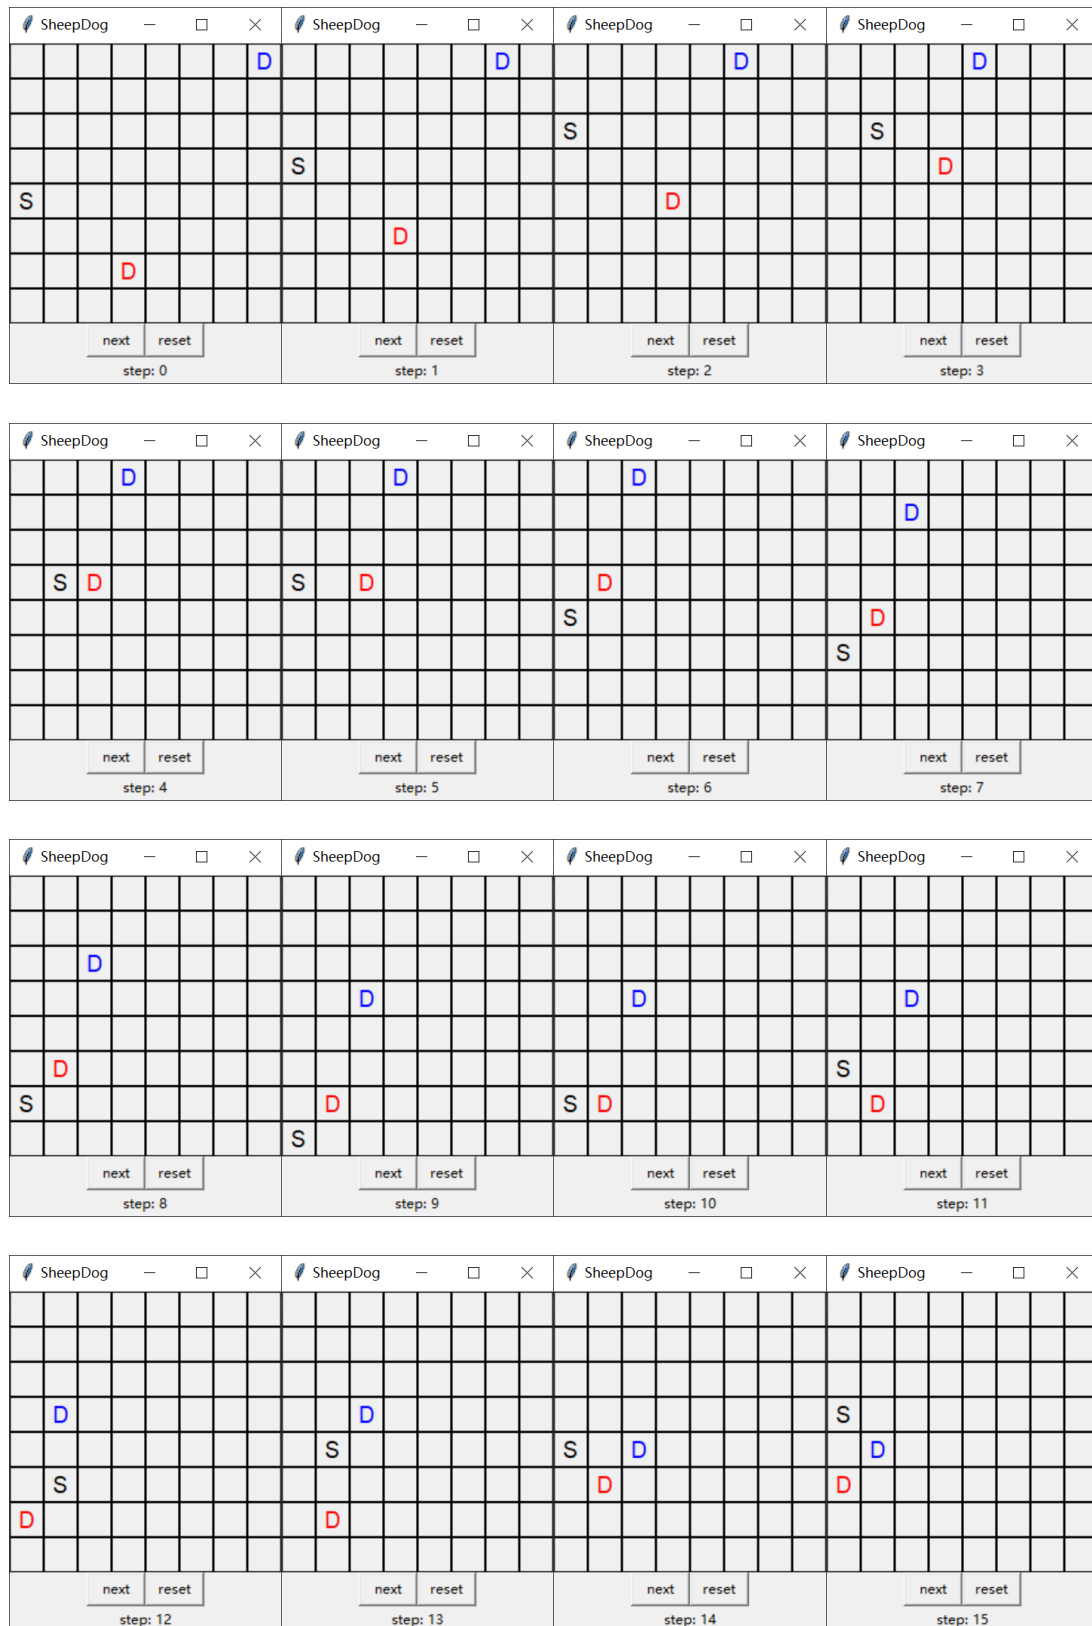 SheepDog SheepDog SheepDog SheepDog
D D D D
S S
S D
S D
D
D
next reset next reset next reset next reset
step: 0 step: 1 step: 2 step: 3
SheepDog SheepDog SheepDog SheepDog
D D D
D
S D S D D
S D
S
next reset next reset next reset next reset
step: 4 step: 5 step: 6 step: 7
SheepDog SheepDog SheepDog SheepDog
D
D D D
D S
S D S D D
S
next reset next reset next reset next reset
step: 8 step: 9 step: 10 step: 11
SheepDog SheepDog SheepDog SheepDog
D D S
S S D D
S D D
D D
next reset next reset next reset next reset
step: 12 step: 13 step: 14 step: 15